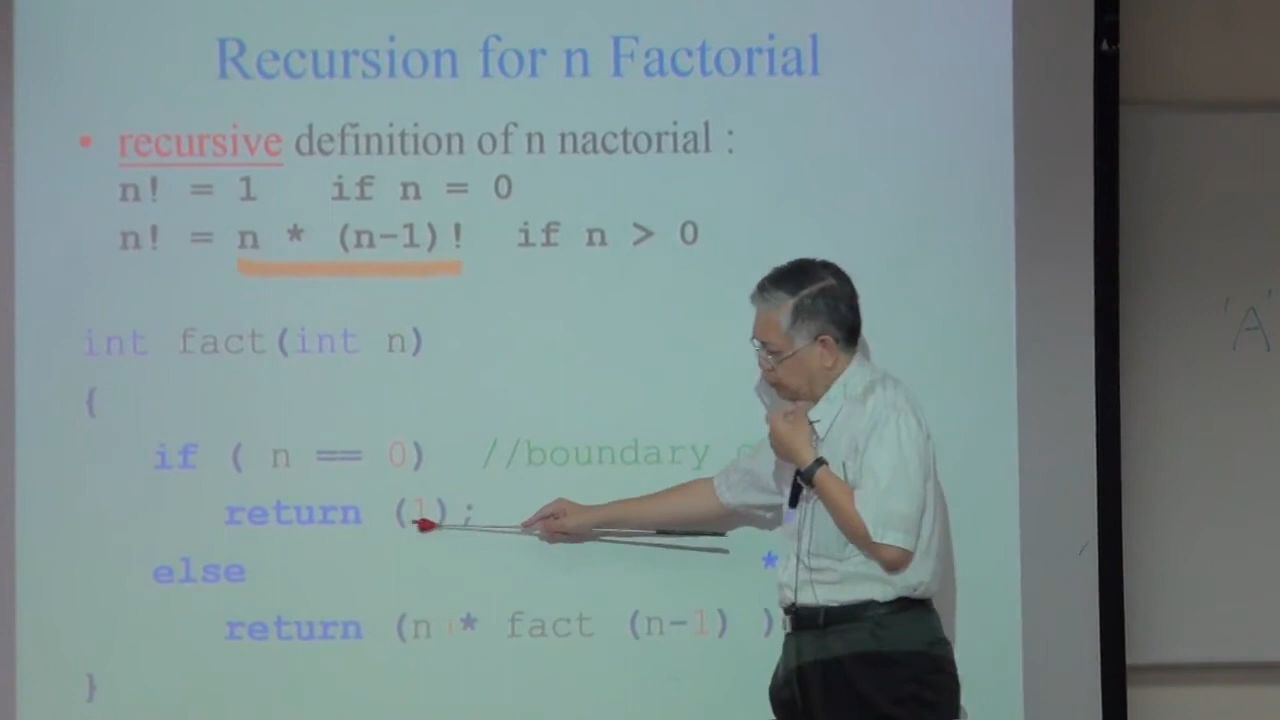 Recursion for n Factorial
• recursive definition of n nactorial :
n! = 1 if n = 0
n! = n * (n-1)! if n > 0
int fact(int n)
{
if ( n == 0) //boundary
return (1);
else *
return (n * fact (n-1) )
}
'A'